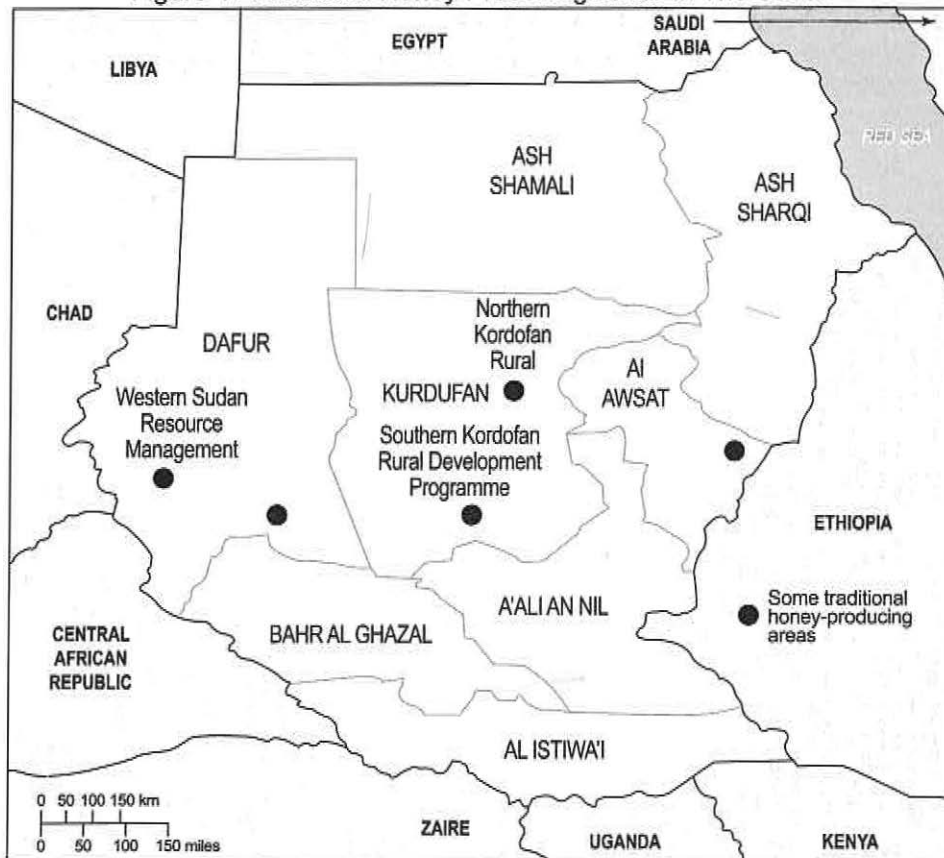 SAUDI
ARABIA
EGYPT
LIBYA
RED SEA
ASH
SHAMALI
ASH
SHARQI
CHAD
Northern
Kordofan
Rural
DAFUR
Al
AWSAT
KURDUFAN
Western Sudan
Resource
Management
Southern Kordofan
Rural Development
Programme
ETHIOPIA
Some traditional
honey-producing
areas
A'ALI AN NIL
BAHR AL GHAZAL
CENTRAL
AFRICAN
REPUBLIC
AL ISTIWA'I
0 50 100 150 km
0 50 100 150 miles
ZAIRE
UGANDA
KENYA